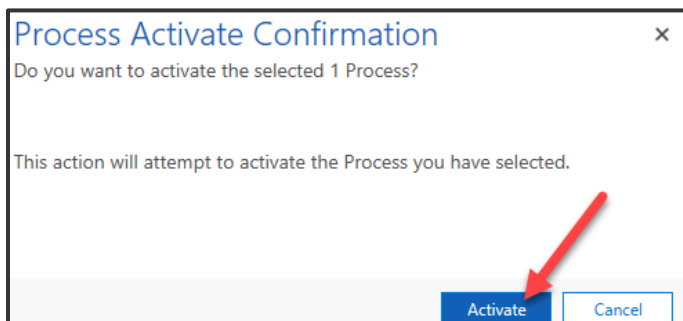 Process Activate Confirmation
Do you want to activate the selected 1 Process?
This action will attempt to activate the Process you have selected.
Activate
Cancel